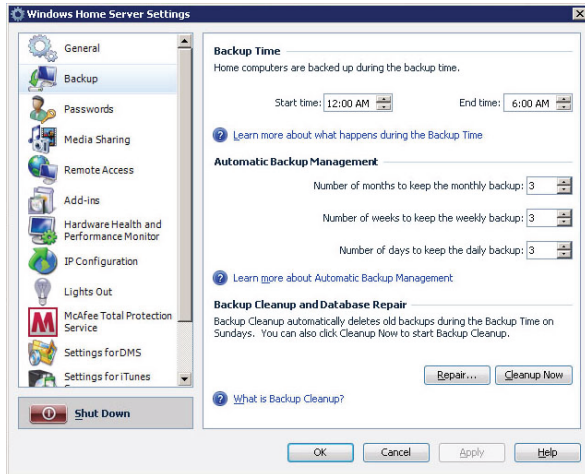 Windows Home Server Settings
General
Backup
Passwords
Media Sharing
Remote Access
Add-ins
Hardware Health and
Performance Monitor
IP Configuration
Lights Out
McAfee Total Protection
Service
Settings for DMS
Settings for iTunes
Shut Down
Backup Time
Home computers are backed up during the backup time.
Start time: 12:00 AM
End time: 6:00 AM
Learn more about what happens during the Backup Time
Automatic Backup Management
Number of months to keep the monthly backup: 3
Number of weeks to keep the weekly backup: 3
Number of days to keep the daily backup: 3
Learn more about Automatic Backup Management
Backup Cleanup and Database Repair
Backup Cleanup automatically deletes old backups during the Backup Time on
Sundays. You can also click Cleanup Now to start Backup Cleanup.
Repair... Cleanup Now
What is Backup Cleanup?
OK Cancel Apply Help